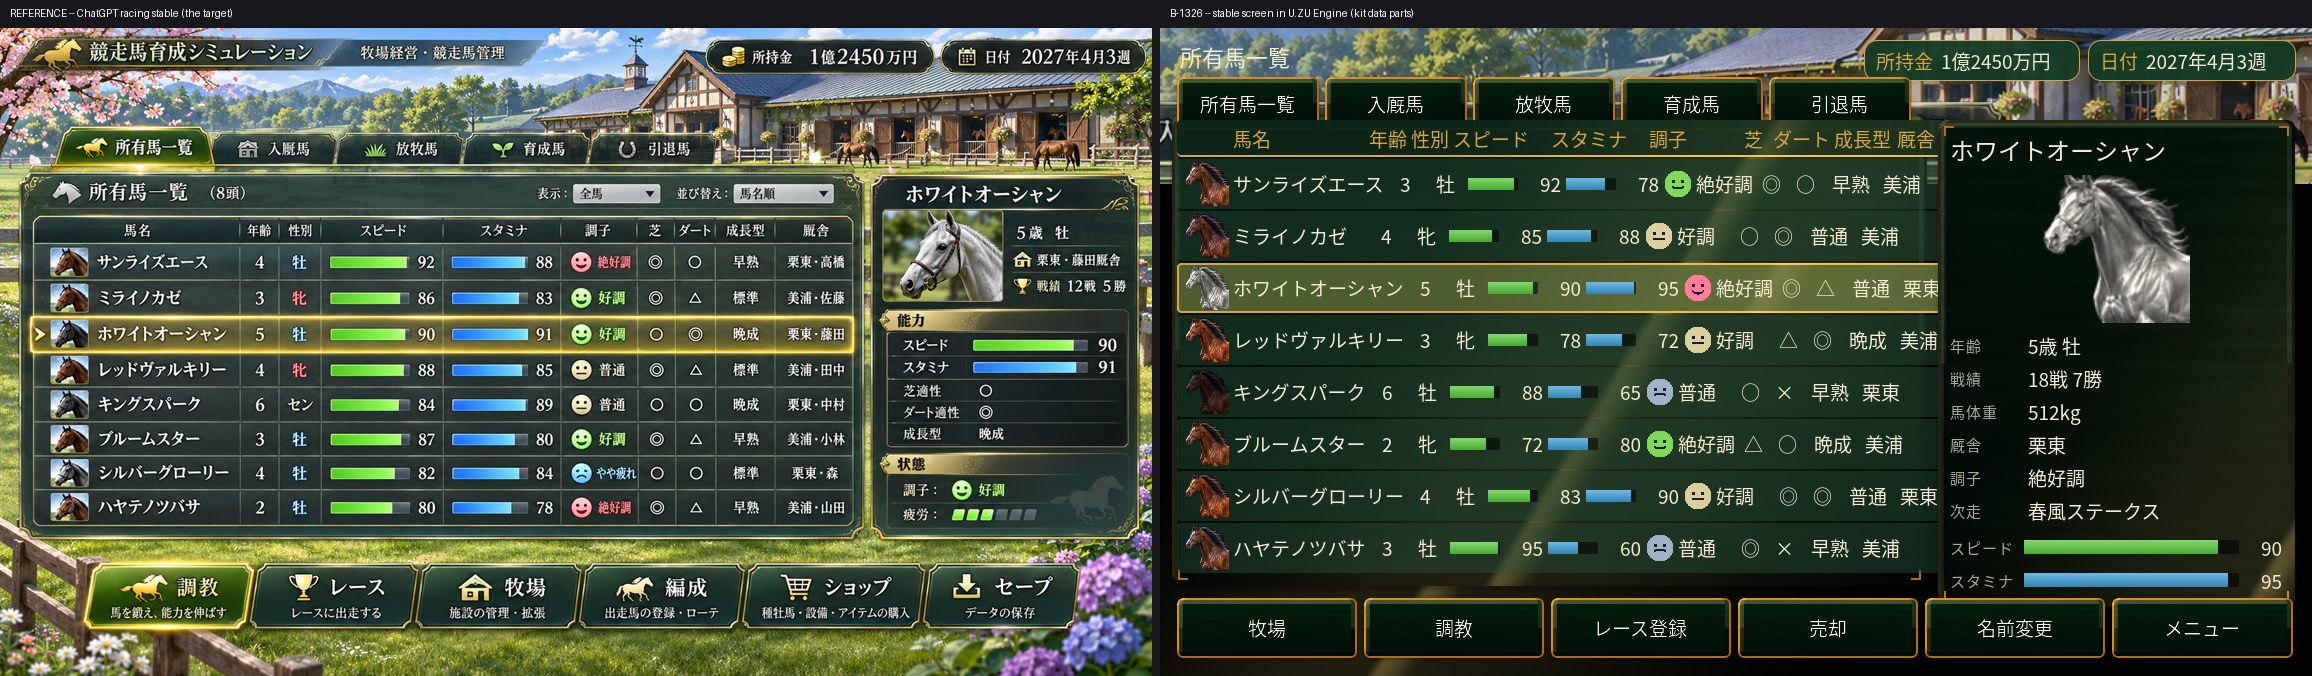 REFERENCE -- ChatGPT racing stable (the target)
競走馬育成シミュレーション
牧場経営・競走馬管理
所持金 1億2450万円
日付 2027年4月3週
所有馬一覧
入厩馬
放牧馬
育成馬
引退馬
所有馬一覧 (8頭)
表示: 全馬 ▼
並び替え: 馬名順 ▼
馬名 年齢 性別 スピード スタミナ 調子 芝 ダート 成長型 厩舎
サンライズエース 4 牡 92 88 絶好調 ◎ ○ 早熟 栗東・高橋
ミライノカゼ 3 牝 86 83 好調 ◎ △ 標準 美浦・佐藤
ホワイトオーシャン 5 牡 90 91 好調 ○ ◎ 晩成 栗東・藤田
レッドヴァルキリー 4 牝 88 85 普通 ◎ △ 標準 美浦・田中
キングスパーク 6 セン 84 89 普通 ○ ○ 晩成 栗東・中村
ブルームスター 3 牡 87 80 好調 ◎ △ 早熟 美浦・小林
シルバーグローリー 4 牡 82 84 やや疲れ ○ ○ 標準 栗東・森
ハヤテノツバサ 2 牡 80 78 絶好調 ◎ △ 早熟 美浦・山田
ホワイトオーシャン
5歳 牡
栗東・藤田厩舎
戦績 12戦 5勝
能力
スピード 90
スタミナ 91
芝適性 ○
ダート適性 ◎
成長型 晩成
状態
調子: 好調
疲労:
調教
馬を鍛え、能力を伸ばす
レース
レースに出走する
牧場
施設の管理・拡張
編成
出走馬の登録・ローテ
ショップ
種牡馬・設備・アイテムの購入
セーブ
データの保存
B-1326 -- stable screen in U.ZU Engine (kit data parts)
所有馬一覧
所持金 1億2450万円
日付 2027年4月3週
所有馬一覧
入厩馬
放牧馬
育成馬
引退馬
馬名 年齢 性別 スピード スタミナ 調子 芝 ダート 成長型 厩舎
サンライズエース 3 牡 92 78 絶好調 ◎ ○ 早熟 美浦
ミライノカゼ 4 牝 85 88 好調 ○ ◎ 普通 美浦
ホワイトオーシャン 5 牡 90 95 絶好調 ◎ △ 普通 栗東
レッドヴァルキリー 3 牝 78 72 好調 △ ◎ 晩成 美浦
キングスパーク 6 牡 88 65 普通 ○ × 早熟 栗東
ブルームスター 2 牝 72 80 絶好調 △ ○ 晩成 美浦
シルバーグローリー 4 牡 83 90 好調 ◎ ◎ 普通 栗東
ハヤテノツバサ 3 牡 95 60 普通 ◎ × 早熟 美浦
ホワイトオーシャン
年齢 5歳 牡
戦績 18戦 7勝
馬体重 512kg
厩舎 栗東
調子 絶好調
次走 春風ステークス
スピード 90
スタミナ 95
牧場
調教
レース登録
売却
名前変更
メニュー